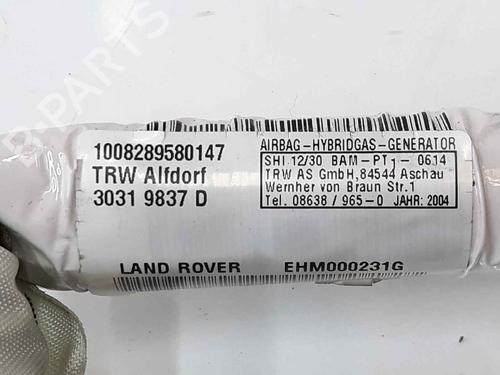 1008289580147
TRW Alfdorf
3031 9837 D
AIRBAG-HYBRIDGAS-GENERATOR
SHI 12/30 BAM-PT1- 0614
TRW AS GmbH,84544 Aschau
Wernher von Braun Str.1
Tel. 08638 / 965-0 JAHR: 2004
LAND ROVER EHM000231G
B-PARTS